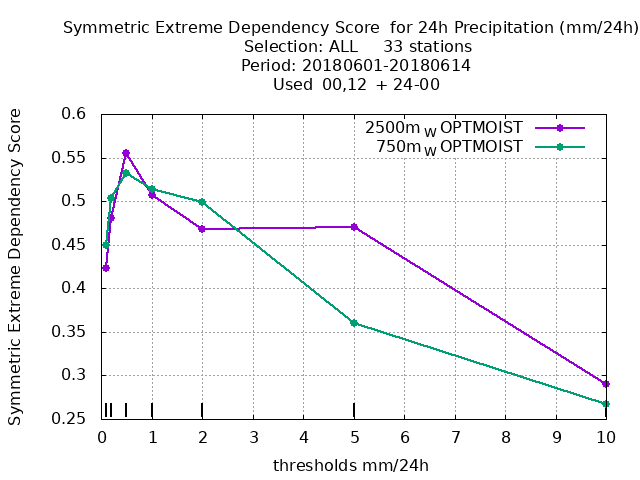 Symmetric Extreme Dependency Score  for 24h Precipitation (mm/24h)
Selection: ALL     33 stations
Period: 20180601-20180614
Used  00,12  + 24-00
Symmetric Extreme Dependency Score
0.6
0.55
0.5
0.45
0.4
0.35
0.3
0.25
2500m W OPTMOIST
750m W OPTMOIST
0 1 2 3 4 5 6 7 8 9 10
thresholds mm/24h